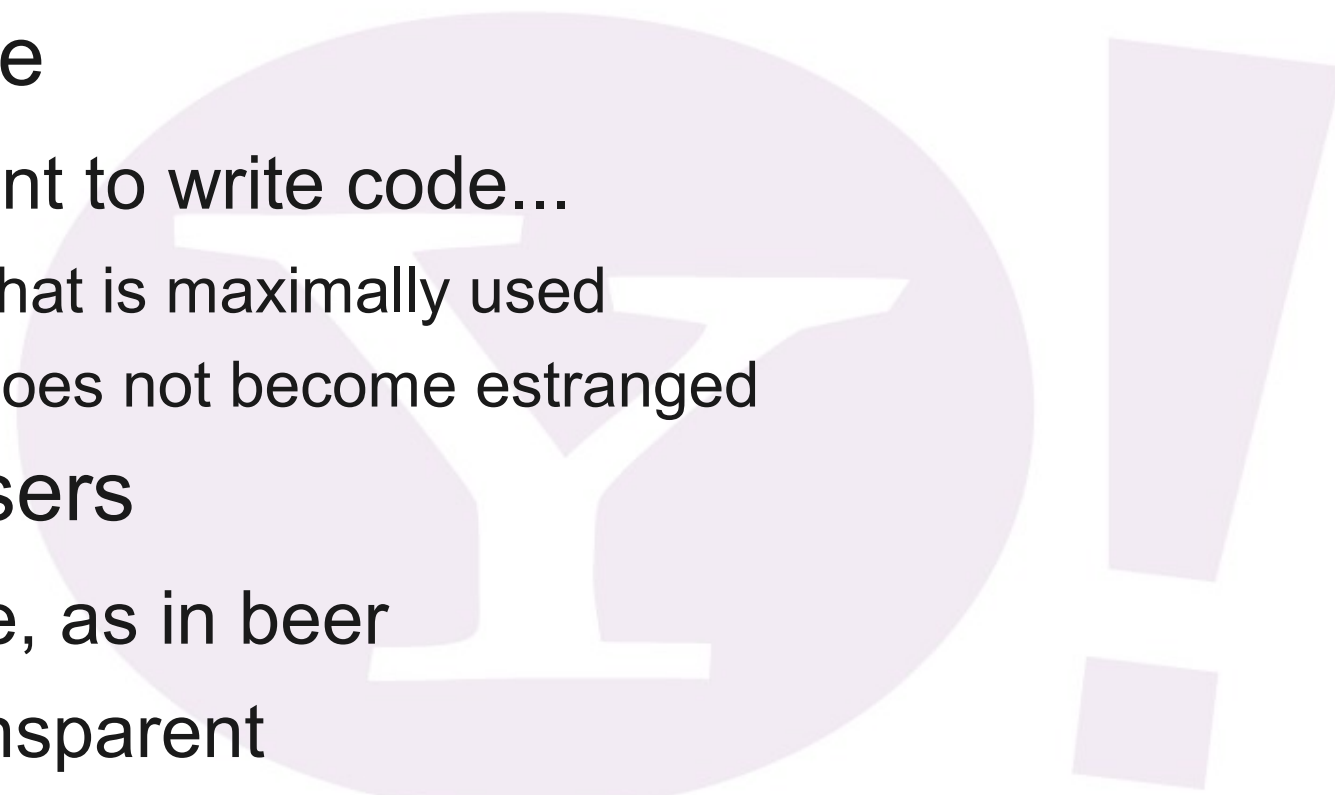 e
nt to write code...
hat is maximally used
oes not become estranged
sers
e, as in beer
nsparent
Y!